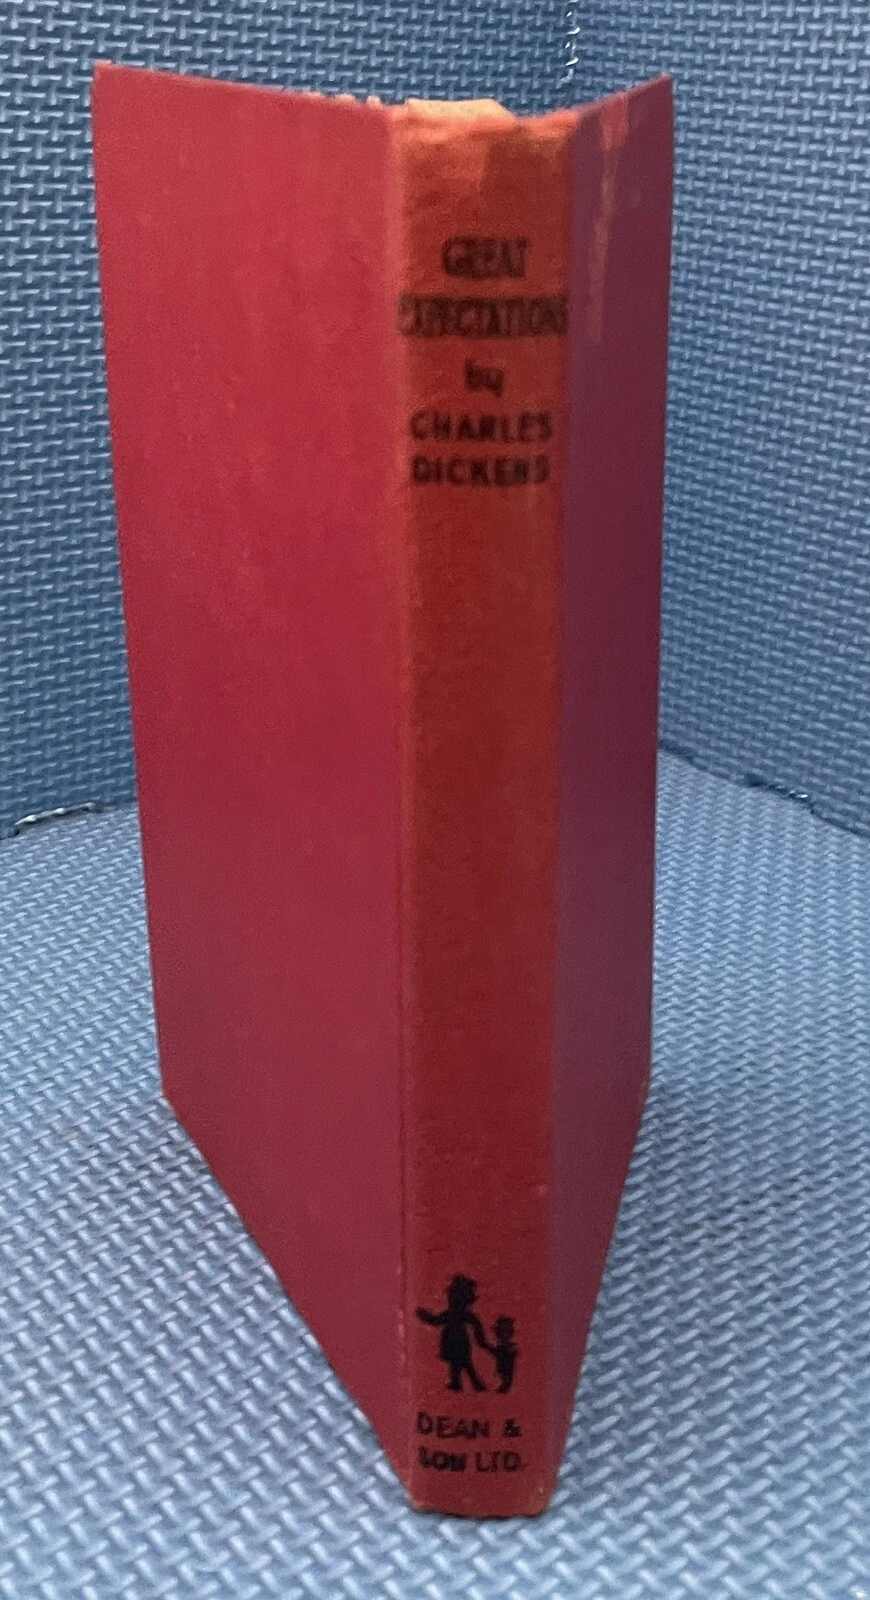 GREAT
EXPECTATIONS
by
CHARLES
DICKENS
DEAN &
SON LTD.